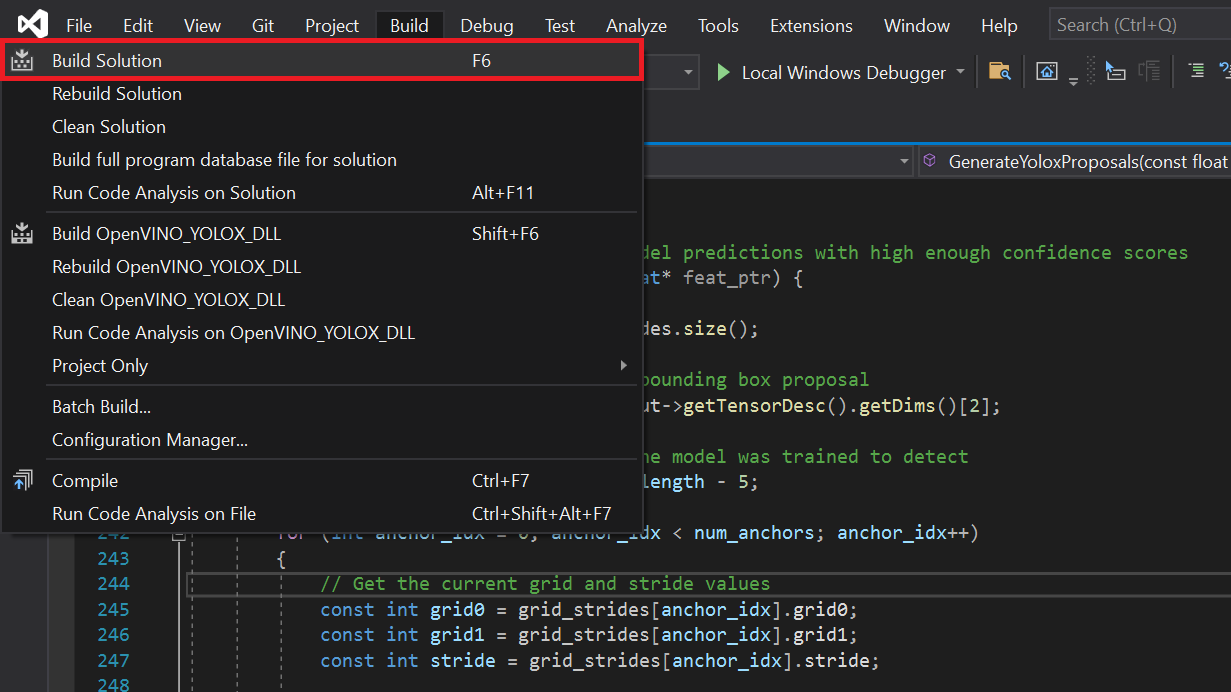 File Edit View Git Project Build Debug Test Analyze Tools Extensions Window Help Search (Ctrl+Q)
Build Solution F6
Local Windows Debugger
Rebuild Solution
Clean Solution
Build full program database file for solution
GenerateYoloxProposals(const float
Run Code Analysis on Solution Alt+F11
Build OpenVINO_YOLOX_DLL Shift+F6
del predictions with high enough confidence scores
Rebuild OpenVINO_YOLOX_DLL
at* feat_ptr) {
Clean OpenVINO_YOLOX_DLL
Run Code Analysis on OpenVINO_YOLOX_DLL
des.size();
Project Only
bounding box proposal
Batch Build...
ut->getTensorDesc().getDims()[2];
Configuration Manager...
he model was trained to detect
Compile Ctrl+F7
length - 5;
Run Code Analysis on File Ctrl+Shift+Alt+F7
242 for (int anchor_idx = 0; anchor_idx < num_anchors; anchor_idx++)
243 {
244 // Get the current grid and stride values
245 const int grid0 = grid_strides[anchor_idx].grid0;
246 const int grid1 = grid_strides[anchor_idx].grid1;
247 const int stride = grid_strides[anchor_idx].stride;
248